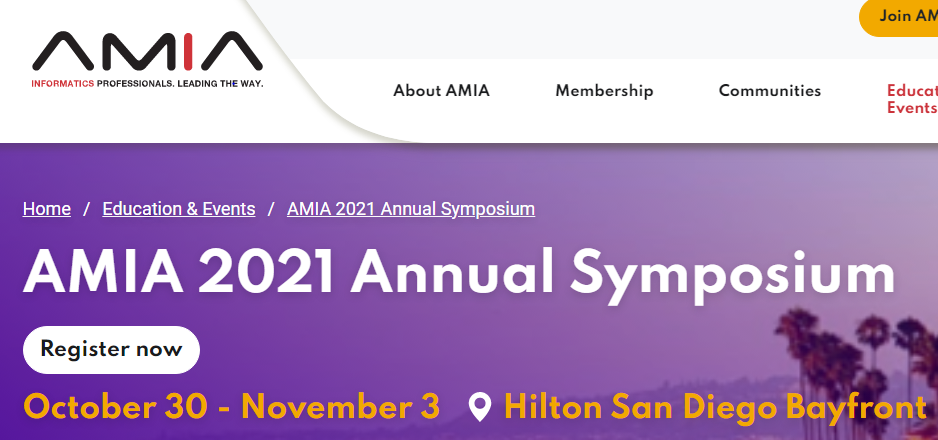 Join AM
AMIA
INFORMATICS PROFESSIONALS. LEADING THE WAY.
About AMIA
Membership
Communities
Educat
Events
Home / Education & Events / AMIA 2021 Annual Symposium
AMIA 2021 Annual Symposium
Register now
October 30 - November 3 Hilton San Diego Bayfront